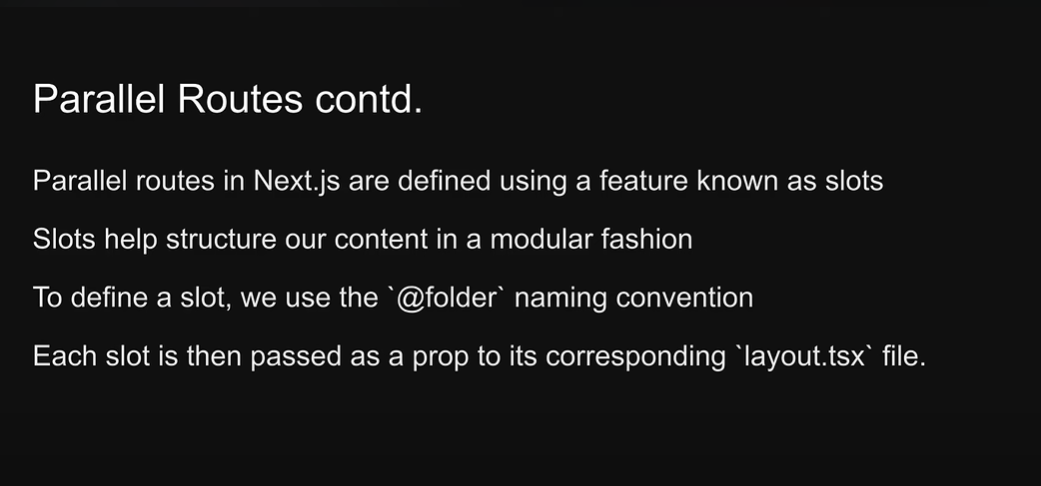 Parallel Routes contd.
Parallel routes in Next.js are defined using a feature known as slots
Slots help structure our content in a modular fashion
To define a slot, we use the `@folder` naming convention
Each slot is then passed as a prop to its corresponding `layout.tsx` file.